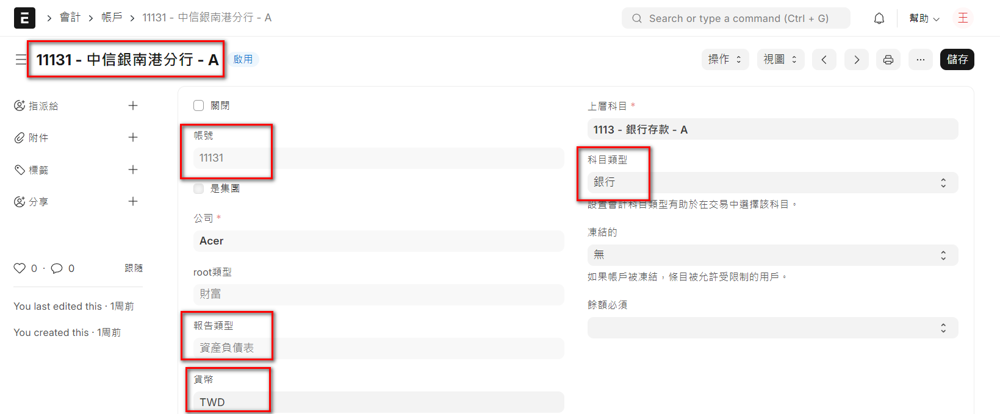 E
會計
帳戶
11131 - 中信銀南港分行 - A
Search or type a command (Ctrl + G)
幫助
王
11131 - 中信銀南港分行 - A
啟用
操作
視圖
儲存
指派給
附件
標籤
分享
0 · 0
跟随
You last edited this · 1周前
You created this · 1周前
關閉
帳號
11131
是集團
公司 *
Acer
root類型
財富
報告類型
資產負債表
貨幣
TWD
上層科目 *
1113 - 銀行存款 - A
科目類型
銀行
設置會計科目類型有助於在交易中選擇該科目。
凍結的
無
如果帳戶被凍結，條目被允許受限制的用戶。
餘額必須